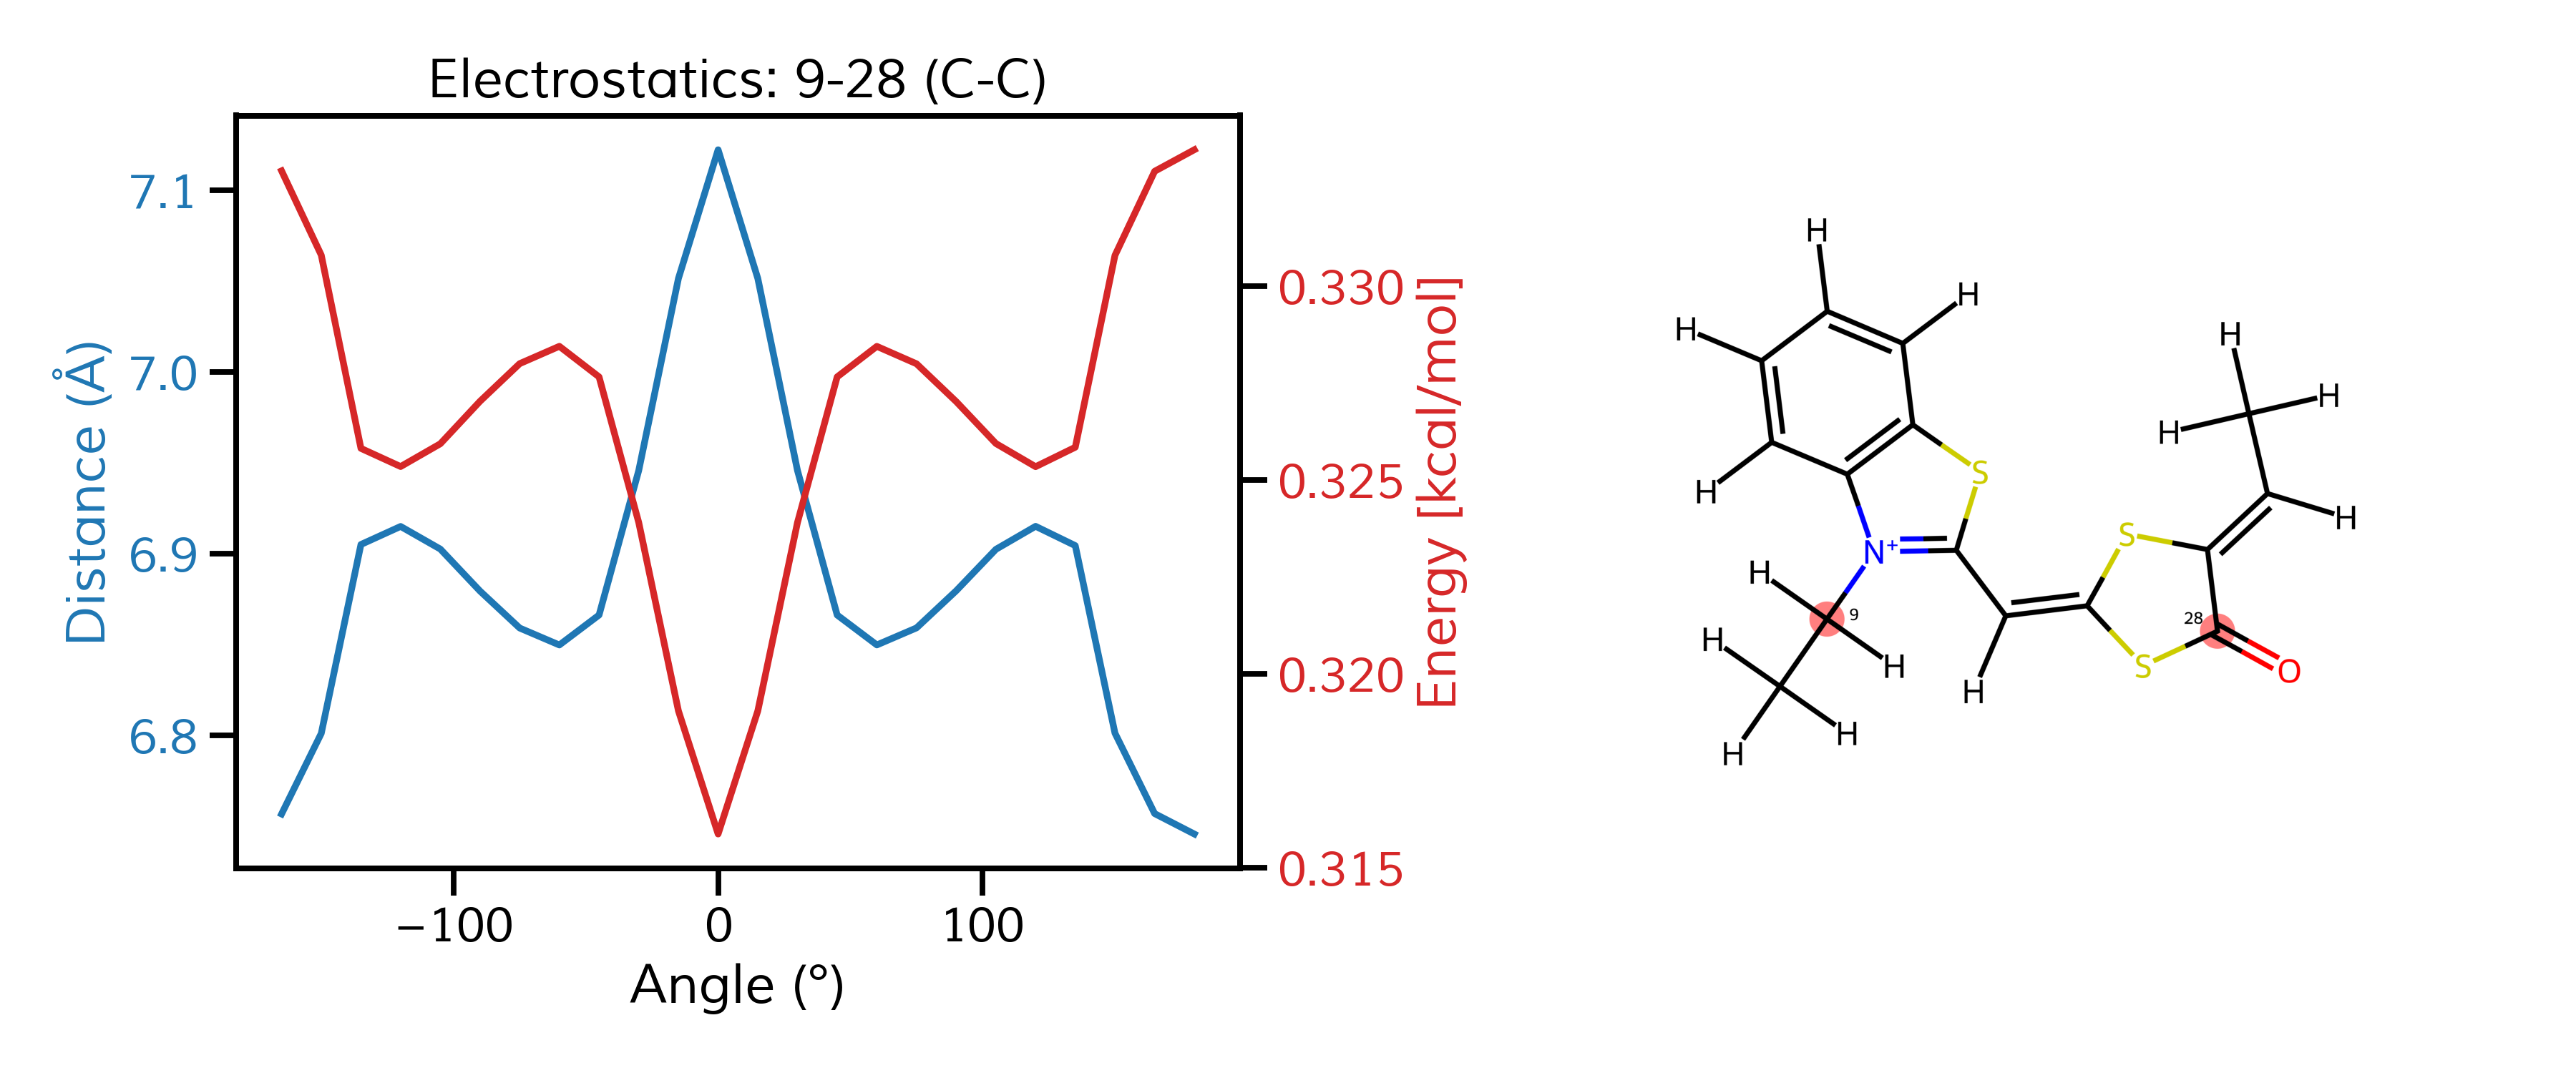 Electrostatics: 9-28 (C-C)
7.1
7.0
6.9
6.8
Distance (Å)
0.330
0.325
0.320
0.315
Energy [kcal/mol]
−100 0 100
Angle (°)
H
H
H
H
H
H
H
S
H
H
S
N+
H
9
28
H
H
S
O
H
H
H